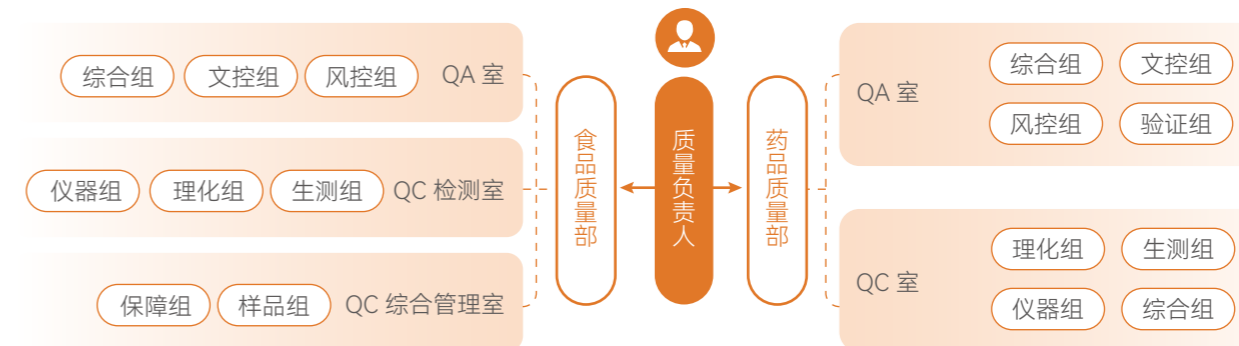 综合组 文控组 风控组 QA 室
仪器组 理化组 生测组 QC 检测室
保障组 样品组 QC 综合管理室
食品质量部
质量负责人
药品质量部
QA 室
综合组 文控组
风控组 验证组
QC 室
理化组 生测组
仪器组 综合组